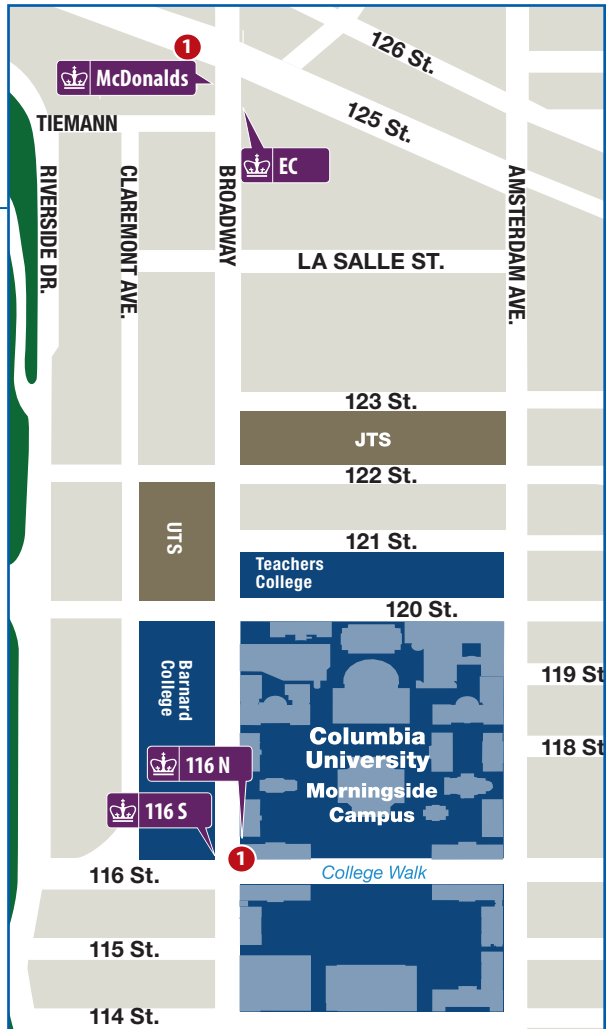 1
McDonalds
126 St.
125 St.
TIEMANN
EC
RIVERSIDE DR.
CLAREMONT AVE.
BROADWAY
AMSTERDAM AVE.
LA SALLE ST.
123 St.
JTS
122 St.
UTS
121 St.
Teachers
College
120 St.
Barnard
College
119 St
118 St
Columbia
University
Morningside
Campus
116 N
116 S
1
116 St.
College Walk
115 St.
114 St.